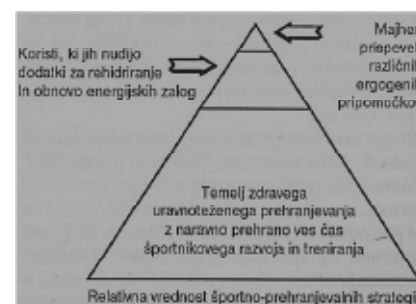 Koristi, ki jih nudijo
dodatki za rehidriranje
In obnovo energijskih zalog
Majhen
prispevek
različnih
ergogenih
pripomočkov
Temelj zdravega
uravnoteženega prehranjevanja
z naravno prehrano ves čas
športnikovega razvoja in treniranja
Relativna vrednost športno-prehranjevalnih strategij